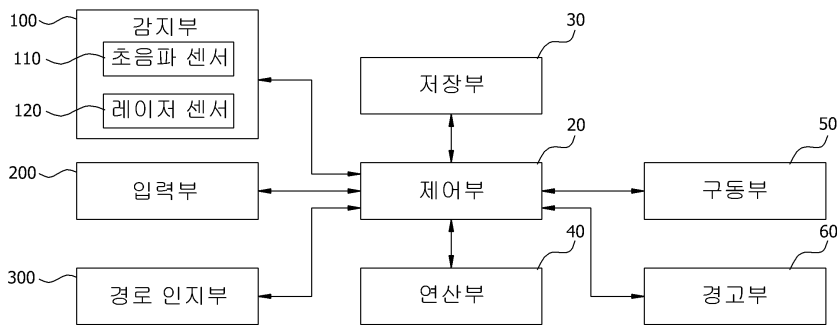 100
감지부
110
초음파 센서
120
레이저 센서
30
저장부
200
입력부
20
제어부
50
구동부
300
경로 인지부
40
연산부
60
경고부